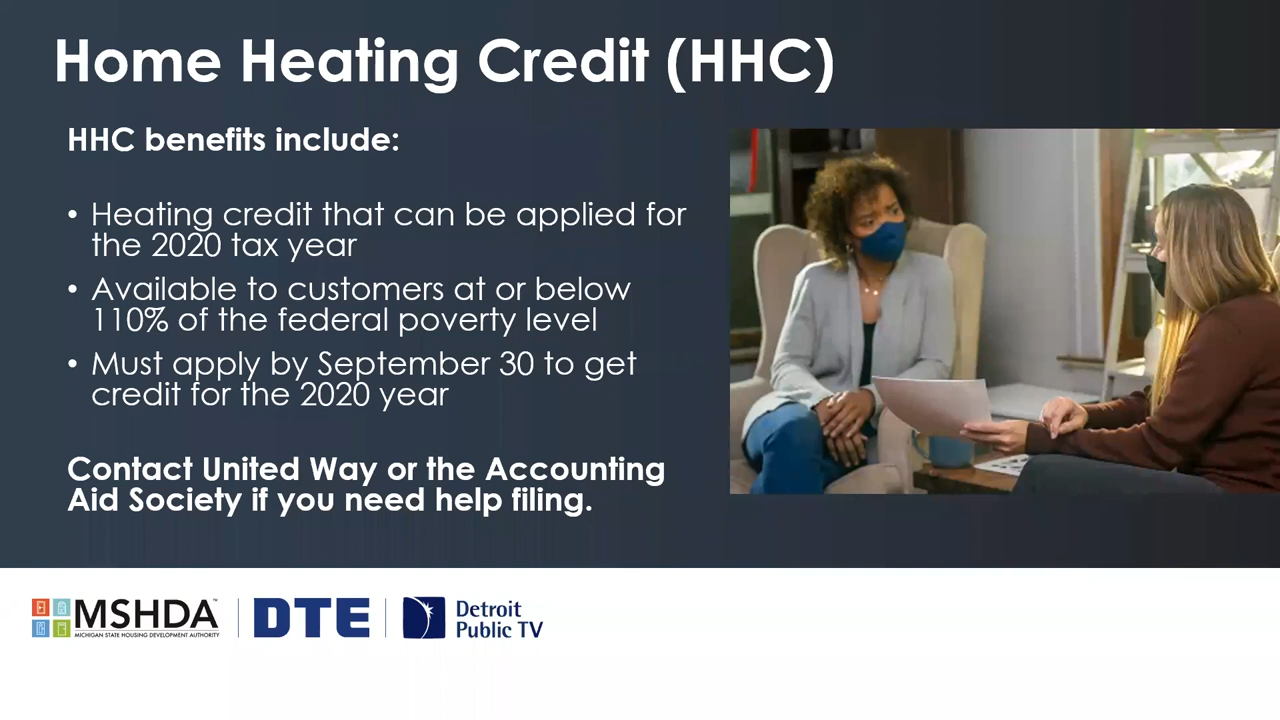 Home Heating Credit (HHC)
HHC benefits include:
• Heating credit that can be applied for
the 2020 tax year
• Available to customers at or below
110% of the federal poverty level
• Must apply by September 30 to get
credit for the 2020 year
Contact United Way or the Accounting
Aid Society if you need help filing.
MSHDA™
MICHIGAN STATE HOUSING DEVELOPMENT AUTHORITY
DTE
Detroit
Public TV